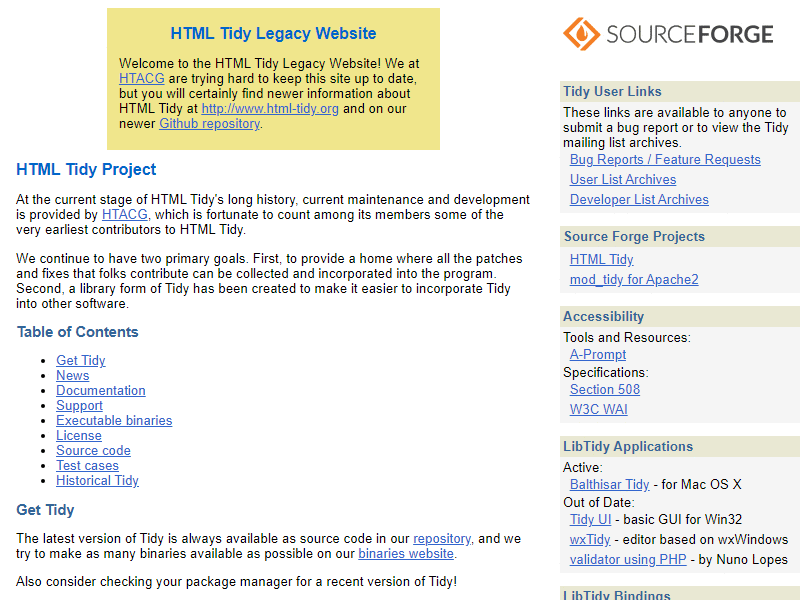 HTML Tidy Legacy Website
Welcome to the HTML Tidy Legacy Website! We at
HTACG are trying hard to keep this site up to date,
but you will certainly find newer information about
HTML Tidy at http://www.html-tidy.org and on our
newer Github repository.
HTML Tidy Project
At the current stage of HTML Tidy's long history, current maintenance and development
is provided by HTACG, which is fortunate to count among its members some of the
very earliest contributors to HTML Tidy.
We continue to have two primary goals. First, to provide a home where all the patches
and fixes that folks contribute can be collected and incorporated into the program.
Second, a library form of Tidy has been created to make it easier to incorporate Tidy
into other software.
Table of Contents
Get Tidy
News
Documentation
Support
Executable binaries
License
Source code
Test cases
Historical Tidy
Get Tidy
The latest version of Tidy is always available as source code in our repository, and we
try to make as many binaries available as possible on our binaries website.
Also consider checking your package manager for a recent version of Tidy!
SOURCEFORGE
Tidy User Links
These links are available to anyone to
submit a bug report or to view the Tidy
mailing list archives.
Bug Reports / Feature Requests
User List Archives
Developer List Archives
Source Forge Projects
HTML Tidy
mod_tidy for Apache2
Accessibility
Tools and Resources:
A-Prompt
Specifications:
Section 508
W3C WAI
LibTidy Applications
Active:
Balthisar Tidy - for Mac OS X
Out of Date:
Tidy UI - basic GUI for Win32
wxTidy - editor based on wxWindows
validator using PHP - by Nuno Lopes
LibTidy Bindings